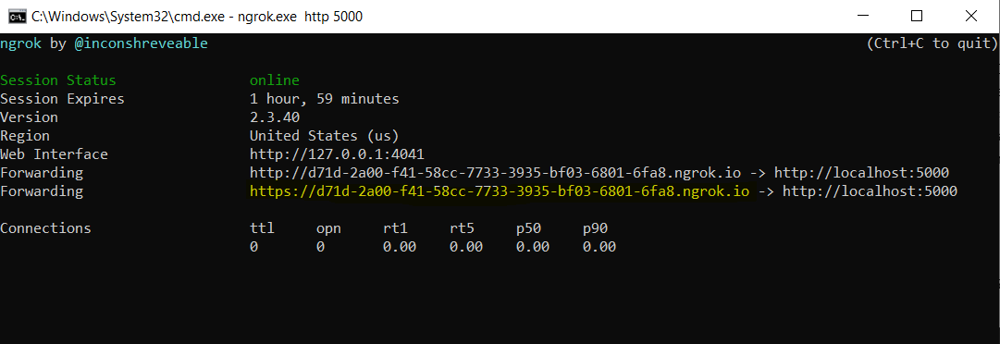 C:\Windows\System32\cmd.exe - ngrok.exe  http 5000
ngrok by @inconshreveable (Ctrl+C to quit)
Session Status online
Session Expires 1 hour, 59 minutes
Version 2.3.40
Region United States (us)
Web Interface http://127.0.0.1:4041
Forwarding http://d71d-2a00-f41-58cc-7733-3935-bf03-6801-6fa8.ngrok.io -> http://localhost:5000
Forwarding https://d71d-2a00-f41-58cc-7733-3935-bf03-6801-6fa8.ngrok.io -> http://localhost:5000
Connections ttl opn rt1 rt5 p50 p90
0 0 0.00 0.00 0.00 0.00